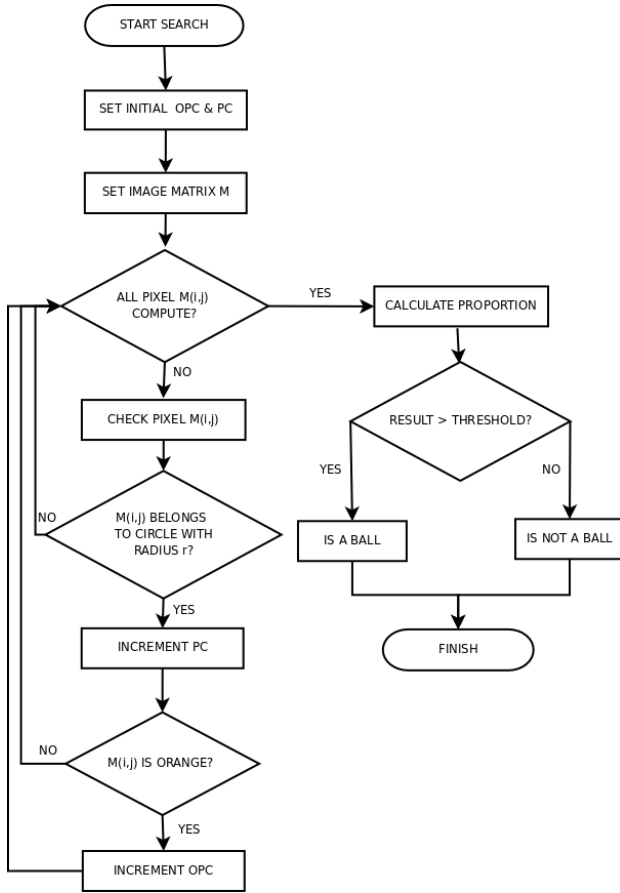 START SEARCH
SET INITIAL OPC & PC
SET IMAGE MATRIX M
ALL PIXEL M(i,j)
COMPUTE?
YES
CALCULATE PROPORTION
NO
CHECK PIXEL M(i,j)
RESULT > THRESHOLD?
YES
NO
M(i,j) BELONGS
TO CIRCLE WITH
RADIUS r?
NO
IS A BALL
IS NOT A BALL
YES
INCREMENT PC
FINISH
M(i,j) IS ORANGE?
NO
YES
INCREMENT OPC